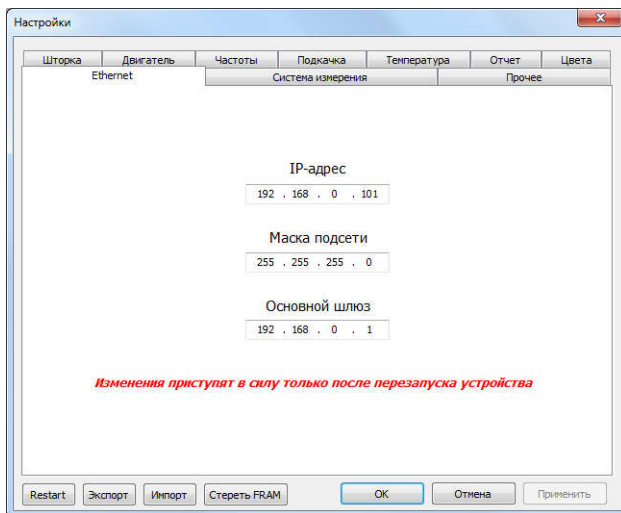 Настройки
Шторка Двигатель Частоты Подкачка Температура Отчет Цвета
Ethernet Система измерения Прочее
IP-адрес
192 . 168 . 0 . 101
Маска подсети
255 . 255 . 255 . 0
Основной шлюз
192 . 168 . 0 . 1
Изменения приступят в силу только после перезапуска устройства
Restart Экспорт Импорт Стереть FRAM OK Отмена Применить